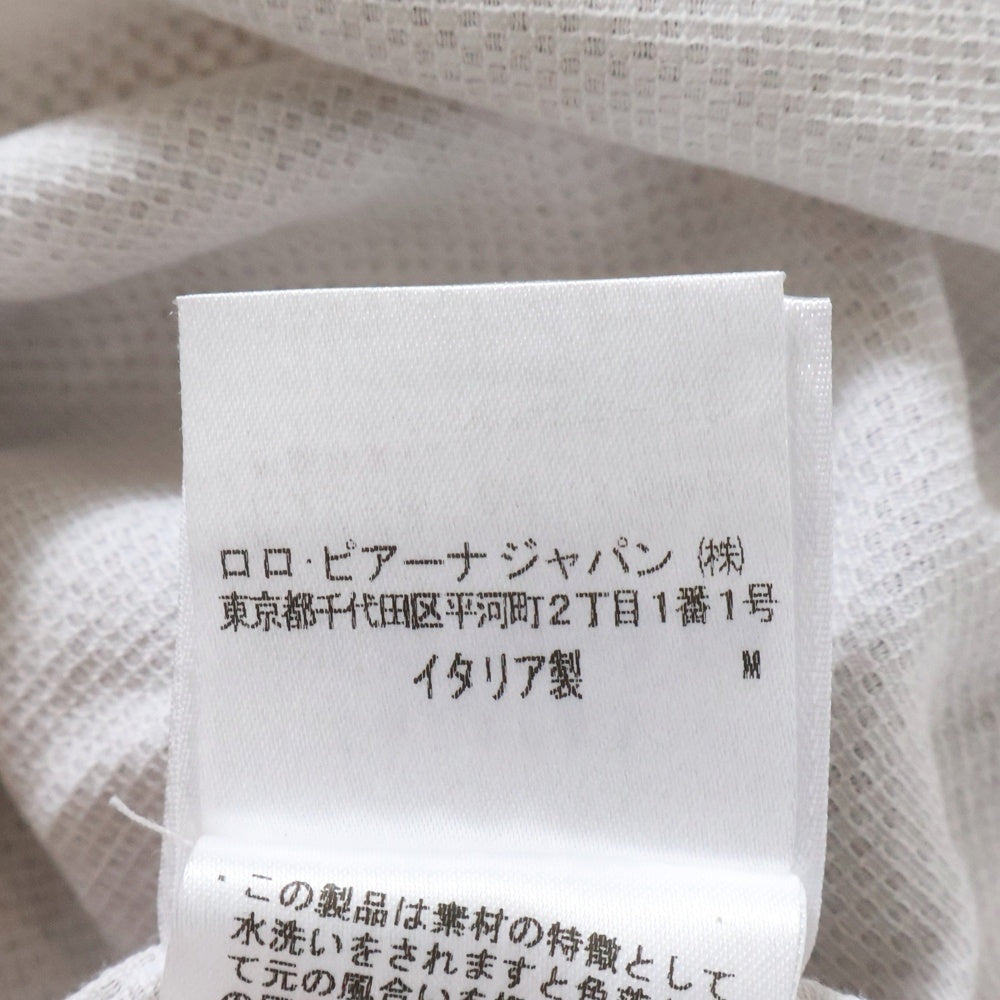 ロロ・ピアーナジャパン ㈱
東京都千代田区平河町2丁目1番1号
イタリア製 M
・この製品は素材の特徴として
水洗いをされますと色落
て元の風合いを